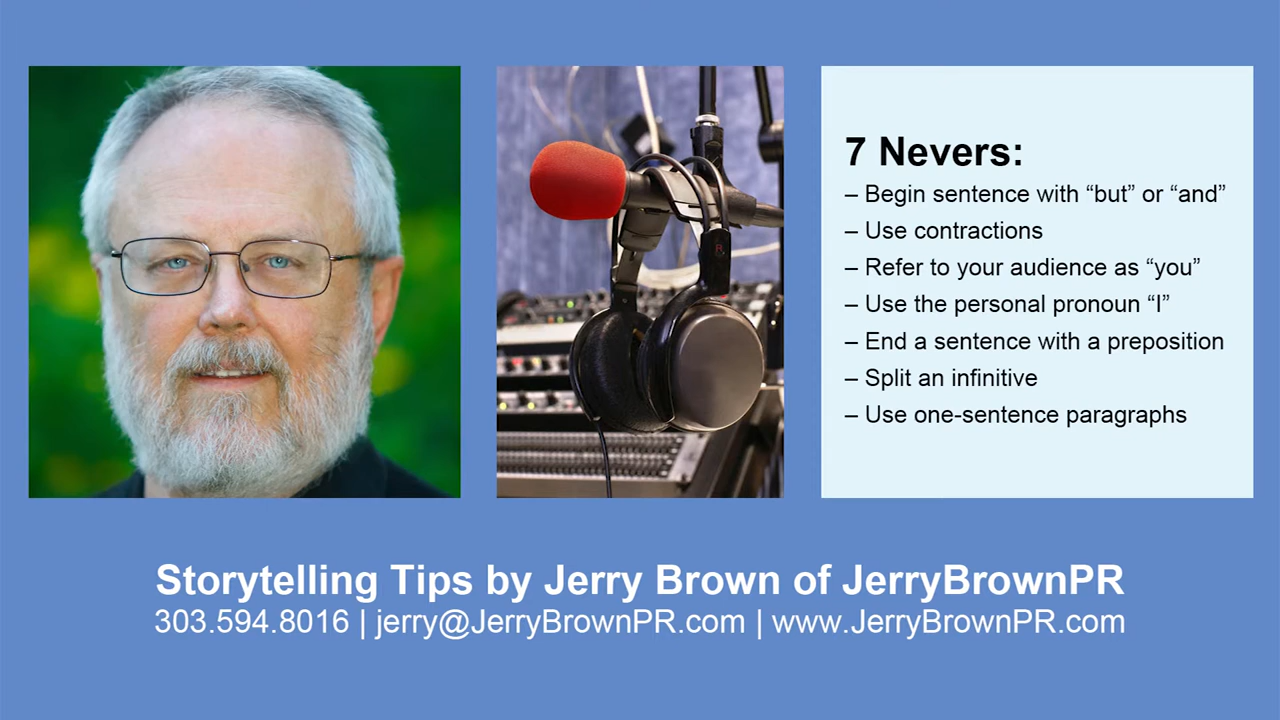 7 Nevers:
– Begin sentence with “but” or “and”
– Use contractions
– Refer to your audience as “you”
– Use the personal pronoun “I”
– End a sentence with a preposition
– Split an infinitive
– Use one-sentence paragraphs
Storytelling Tips by Jerry Brown of JerryBrownPR
303.594.8016 | jerry@JerryBrownPR.com | www.JerryBrownPR.com